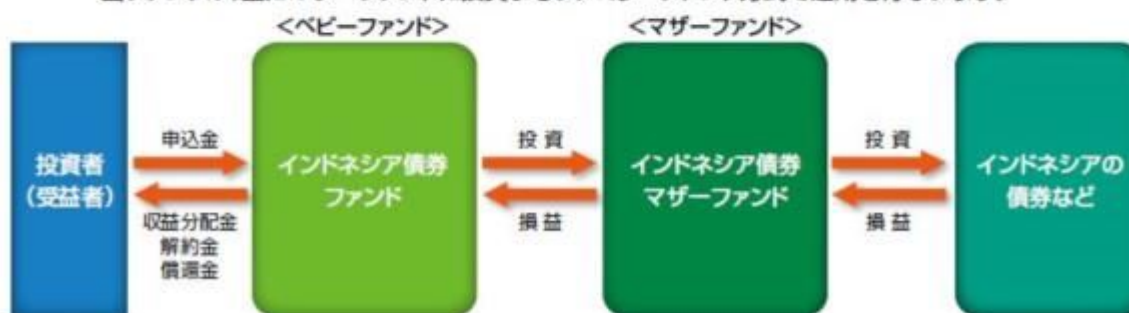 <ベビーファンド>
<マザーファンド>
投資者
(受益者)
申込金
収益分配金
解約金
償還金
インドネシア債券
ファンド
投 資
損 益
インドネシア債券
マザーファンド
投 資
損 益
インドネシアの
債券など